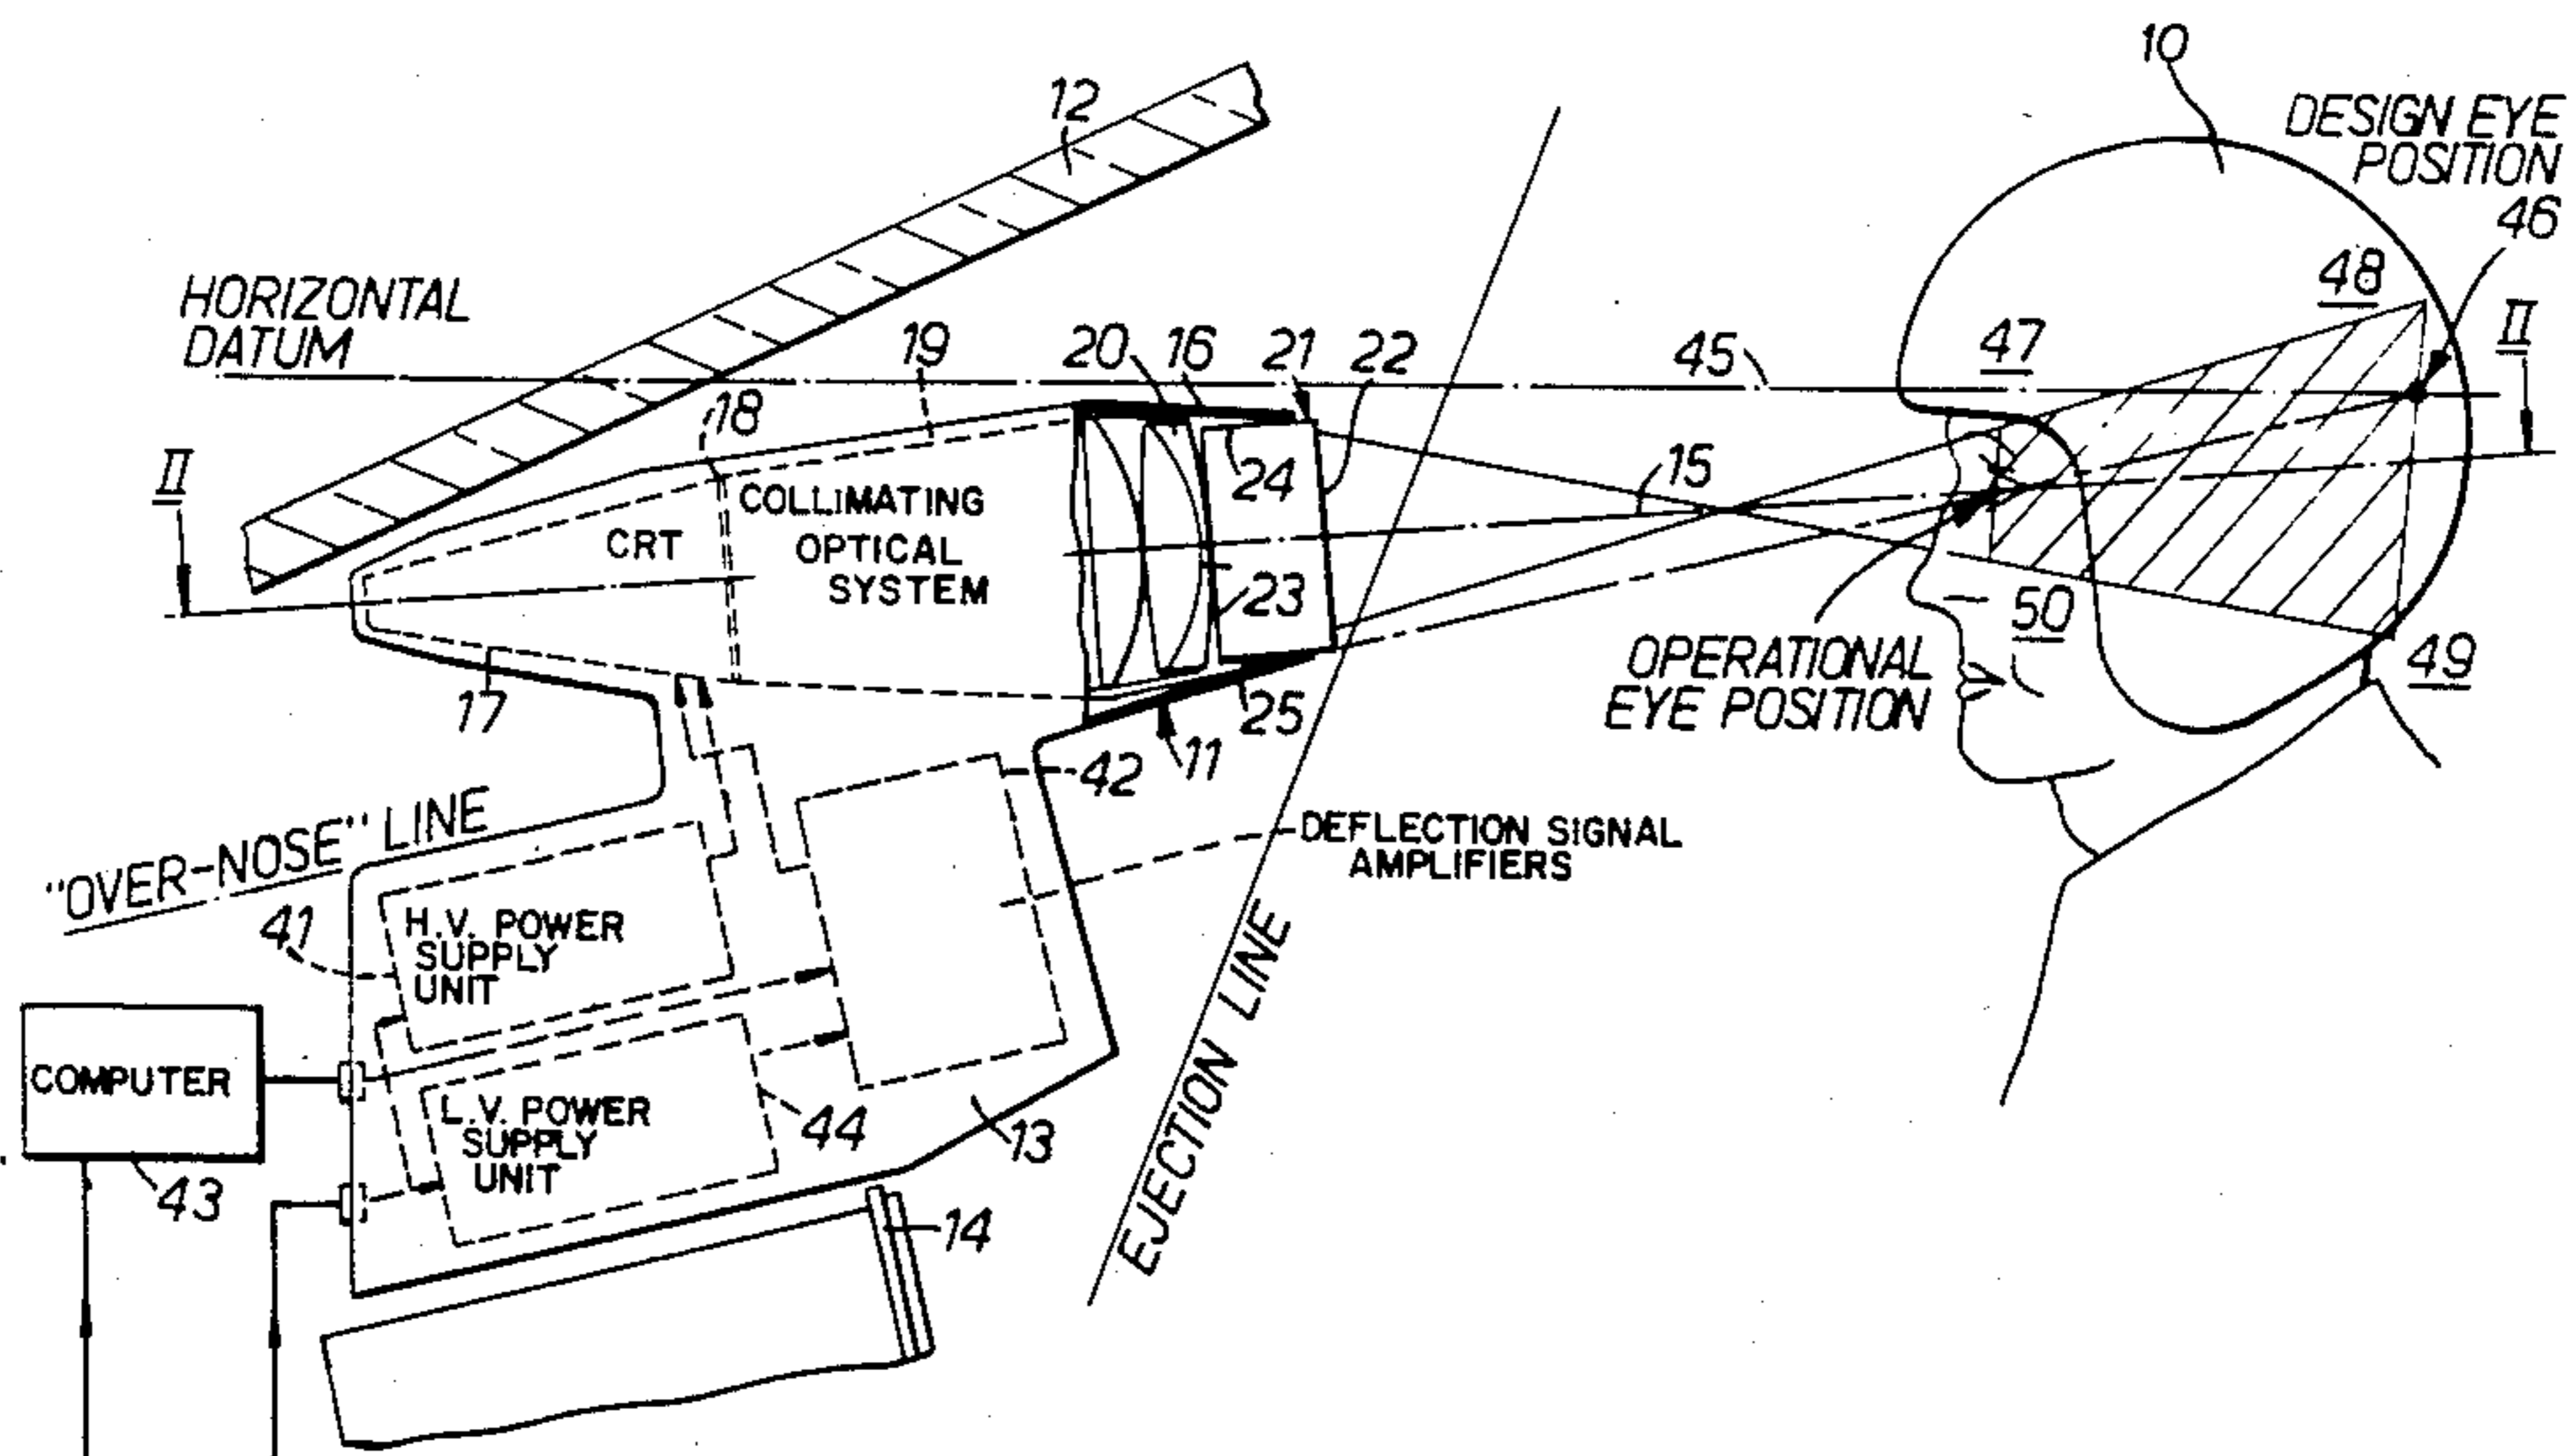 10
DESIGN EYE
POSITION
46
12
48
HORIZONTAL
DATUM
19
20
16
21
22
45
47
II
18
II
24
15
COLLIMATING
OPTICAL
SYSTEM
CRT
23
50
OPERATIONAL
EYE POSITION
49
17
25
11
42
"OVER-NOSE" LINE
DEFLECTION SIGNAL
AMPLIFIERS
41
H.V. POWER
SUPPLY
UNIT
EJECTION LINE
COMPUTER
L.V. POWER
SUPPLY
UNIT
44
13
43
14